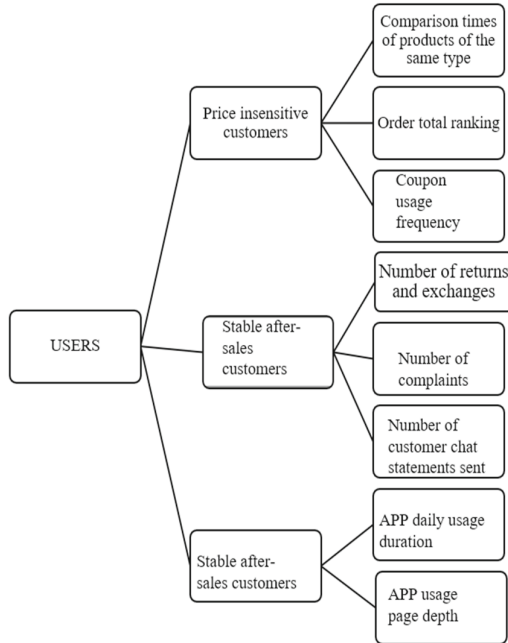 Comparison times
of products of the
same type
Price insensitive
customers
Order total ranking
Coupon
usage
frequency
Number of returns
and exchanges
USERS
Stable after-
sales
customers
Number of
complaints
Number of
customer chat
statements sent
APP daily usage
duration
Stable after-
sales customers
APP usage
page depth